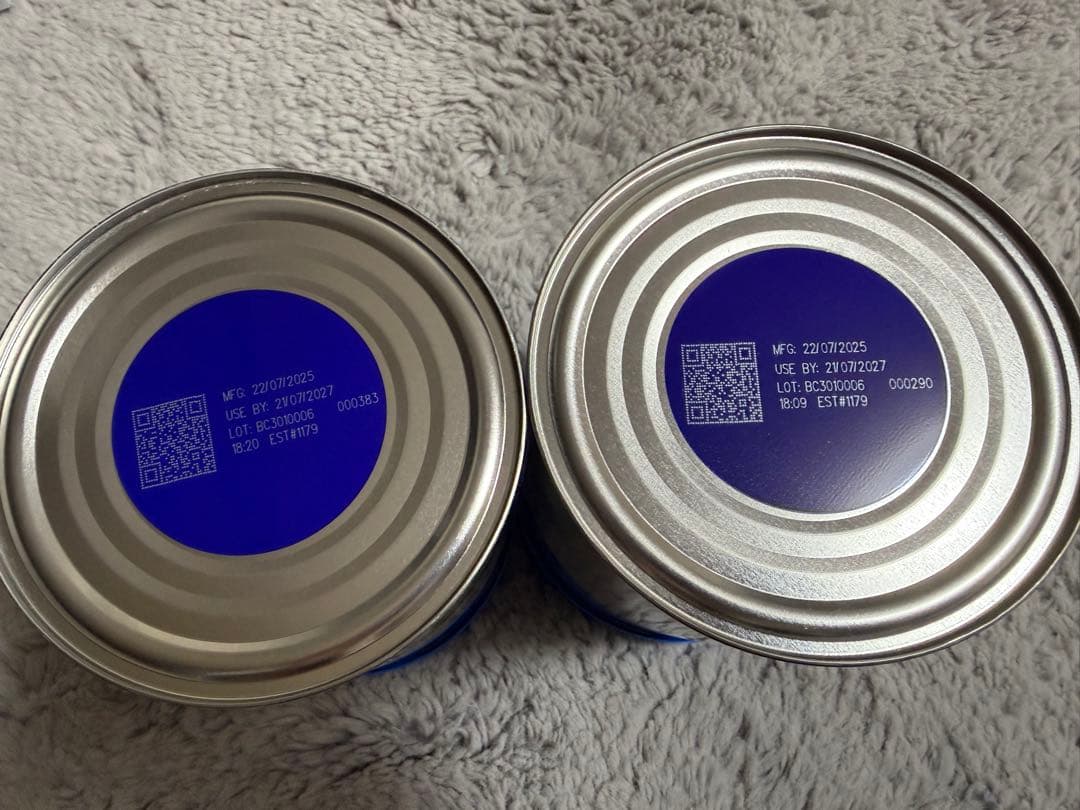 MFG: 22/07/2025
USE BY: 21/07/2027
LOT: BC3010006 000383
18:20 EST#1179
MFG: 22/07/2025
USE BY: 21/07/2027
LOT: BC3010006 000290
18:09 EST#1179